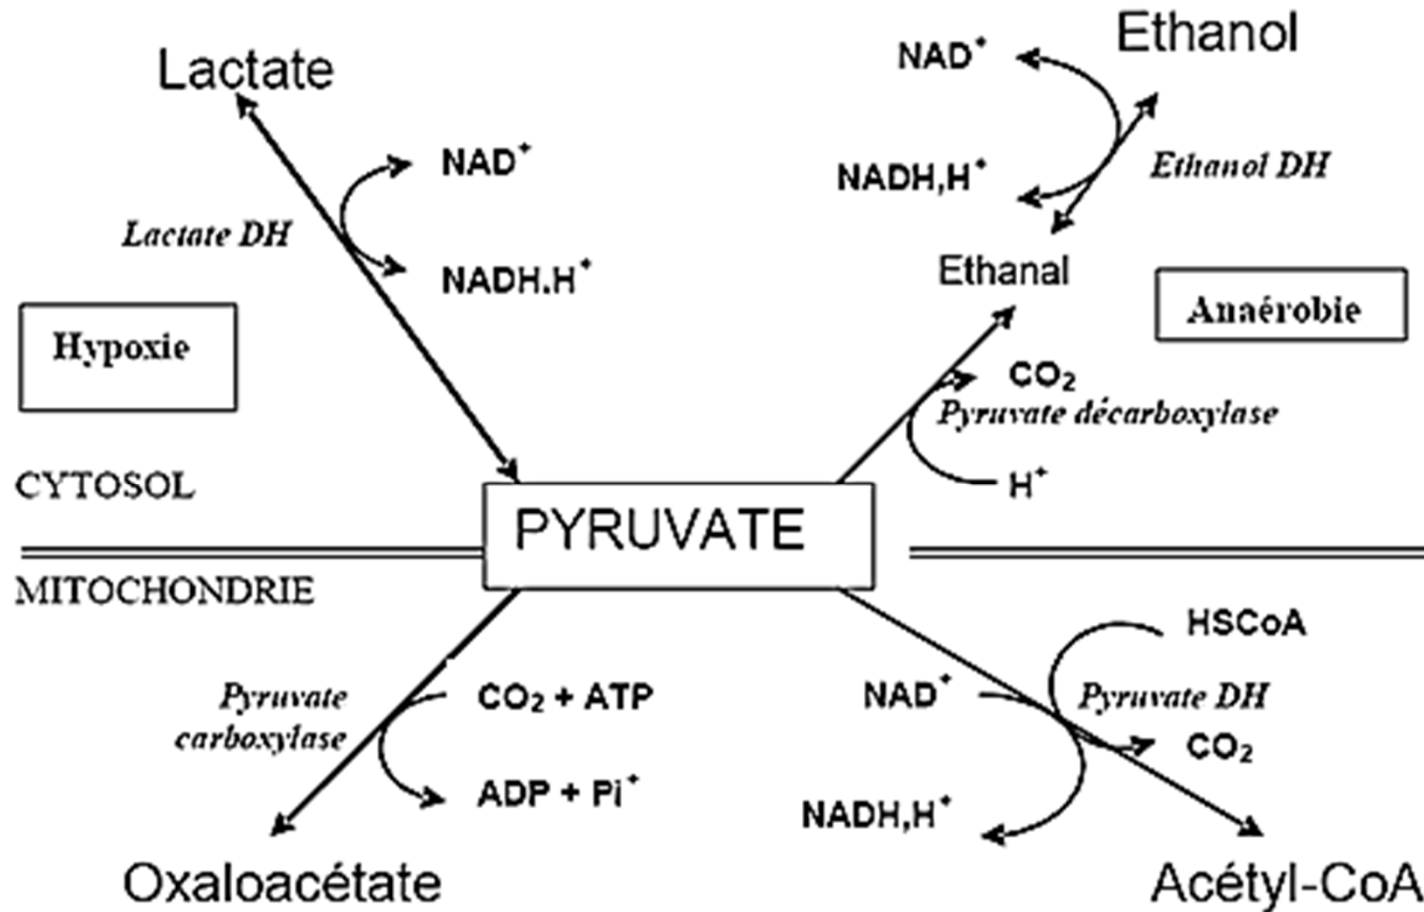 Lactate
NAD⁺
Lactate DH
NADH.H⁺
Hypoxie
Ethanol
NAD⁺
NADH,H⁺
Ethanol DH
Ethanal
Anaérobie
CO₂
Pyruvate décarboxylase
H⁺
CYTOSOL
PYRUVATE
MITOCHONDRIE
Pyruvate
carboxylase
CO₂ + ATP
ADP + Pi⁺
Oxaloacétate
HSCoA
NAD⁺
Pyruvate DH
CO₂
NADH,H⁺
Acétyl-CoA